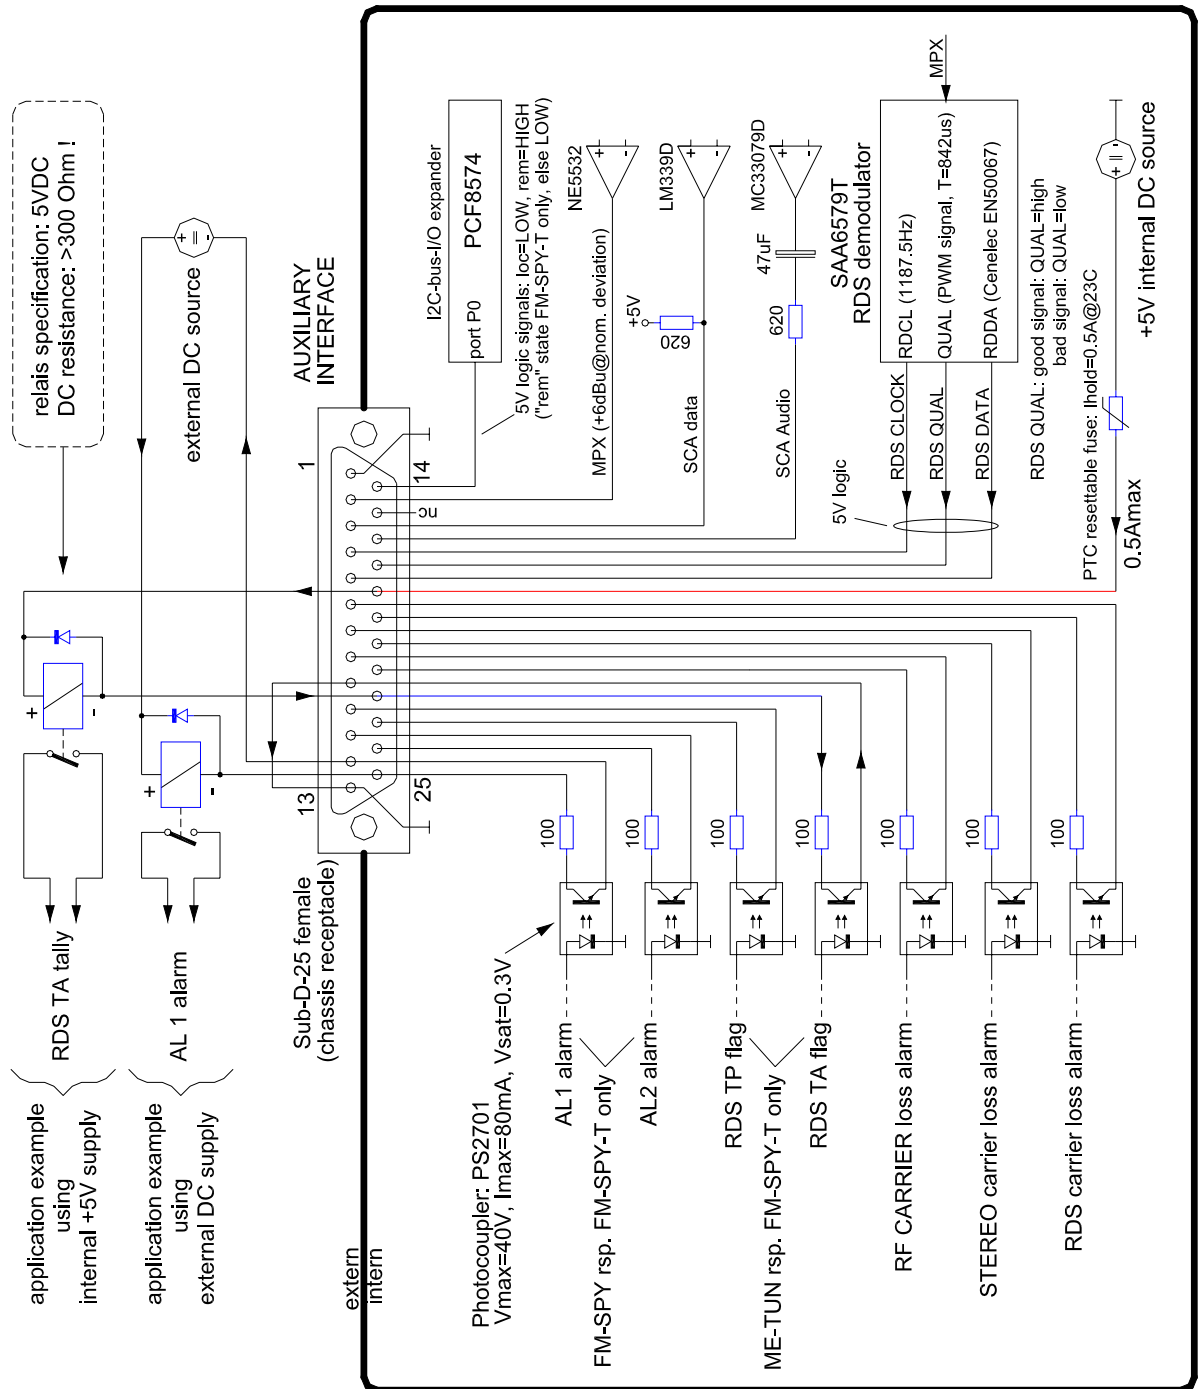 relais specification: 5VDC
DC resistance: >300 Ohm !
external DC source
+
=
-
AUXILIARY
INTERFACE
I2C-bus-I/O expander
PCF8574
port P0
5V logic signals: loc=LOW, rem=HIGH
("rem" state FM-SPY-T only, else LOW)
NE5532
+
-
MPX (+6dBu@nom. deviation)
LM339D
+
-
+5V
620
SCA data
MC33079D
+
-
47uF
620
SCA Audio
SAA6579T
RDS demodulator
MPX
RDCL (1187.5Hz)
QUAL (PWM signal, T=842us)
RDDA (Cenelec EN50067)
RDS CLOCK
RDS QUAL
RDS DATA
5V logic
RDS QUAL: good signal: QUAL=high
bad signal: QUAL=low
PTC resettable fuse: Ihold=0.5A@23C
+
=
-
+5V internal DC source
0.5Amax
1
14
nc
13
25
+
-
+
-
Sub-D-25 female
(chassis receptacle)
RDS TA tally
AL 1 alarm
application example
using
internal +5V supply
application example
using
external DC supply
extern
intern
Photocoupler: PS2701
Vmax=40V, Imax=80mA, Vsat=0.3V
100
100
100
100
100
100
100
AL1 alarm
FM-SPY rsp. FM-SPY-T only
AL2 alarm
RDS TP flag
ME-TUN rsp. FM-SPY-T only
RDS TA flag
RF CARRIER loss alarm
STEREO carrier loss alarm
RDS carrier loss alarm